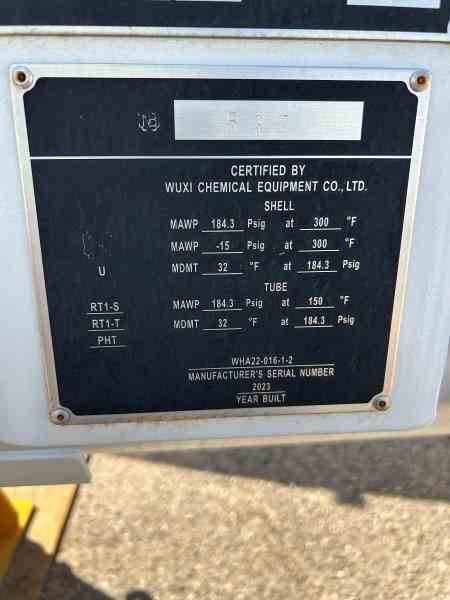 CERTIFIED BY
WUXI CHEMICAL EQUIPMENT CO., LTD.
SHELL
MAWP 184.3 Psig at 300 °F
MAWP -15 Psig at 300 °F
U MDMT 32 °F at 184.3 Psig
TUBE
RT1-S MAWP 184.3 Psig at 150 °F
RT1-T MDMT 32 °F at 184.3 Psig
PHT
WHA22-016-1-2
MANUFACTURER'S SERIAL NUMBER
2023
YEAR BUILT